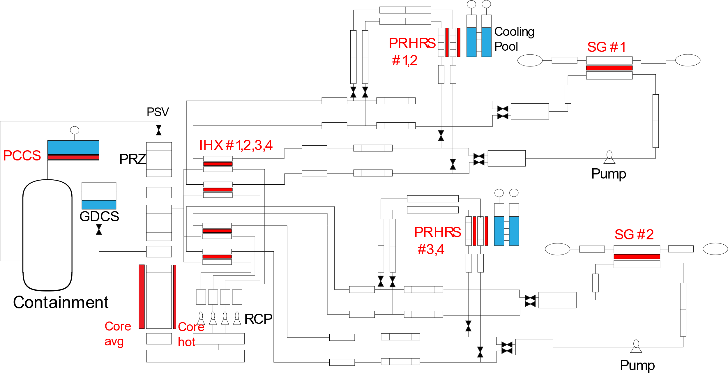 Cooling
Pool
PRHRS
#1,2
SG #1
PSV
PCCS
PRZ
IHX #1,2,3,4
Pump
GDCS
PRHRS
#3,4
SG #2
Containment
Core
avg
Core
hot
RCP
Pump